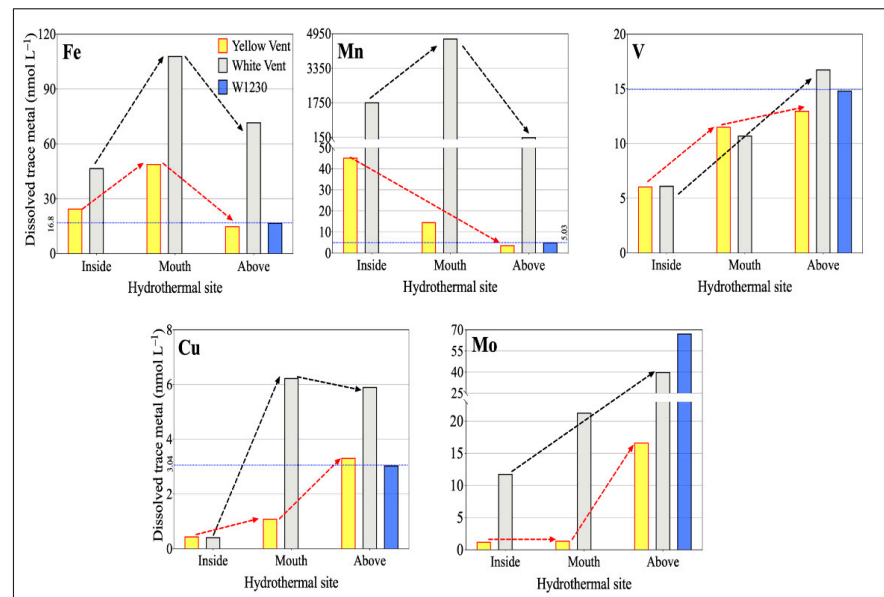 Fe
Yellow Vent
White Vent
W1230
Dissolved trace metal (nmol L⁻¹)
120
90
60
30
0
16.8
Inside
Mouth
Above
Hydrothermal site
Mn
4950
3350
1750
150
50
40
30
20
10
0
5.03
Inside
Mouth
Above
Hydrothermal site
V
20
15
10
5
0
Inside
Mouth
Above
Hydrothermal site
Cu
Dissolved trace metal (nmol L⁻¹)
8
6
4
2
0
Inside
Mouth
Above
Hydrothermal site
Mo
70
55
40
25
20
15
10
5
0
Inside
Mouth
Above
Hydrothermal site